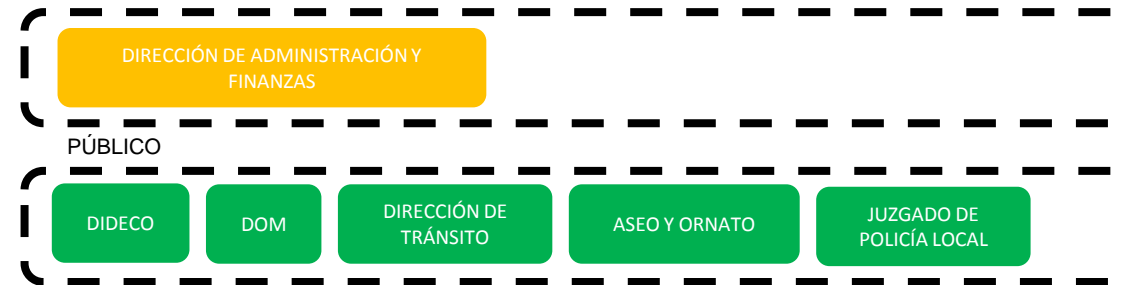 DIRECCIÓN DE ADMINISTRACIÓN Y
FINANZAS
PÚBLICO
DIDECO
DOM
DIRECCIÓN DE
TRÁNSITO
ASEO Y ORNATO
JUZGADO DE
POLICÍA LOCAL